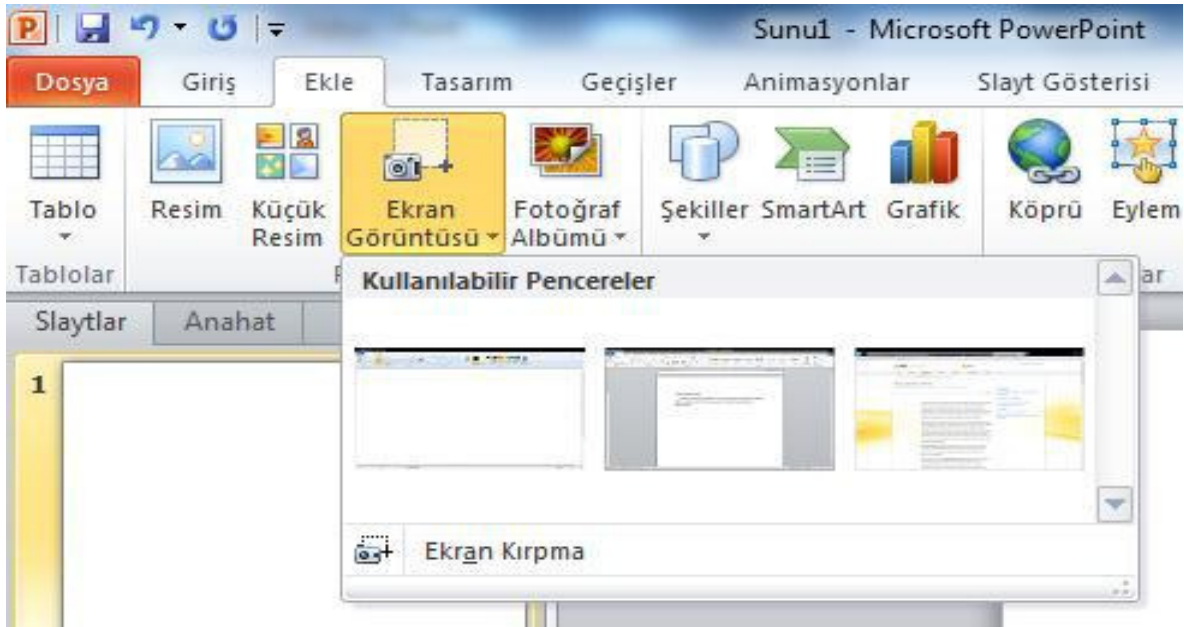 Sunu1 - Microsoft PowerPoint
Dosya Giriş Ekle Tasarım Geçişler Animasyonlar Slayt Gösterisi
Tablo Resim Küçük Resim Ekran Görüntüsü Fotoğraf Albümü Şekiller SmartArt Grafik Köprü Eylem
Tablolar
Kullanılabilir Pencereler
Slaytlar Anahat
1
Ekran Kırpma